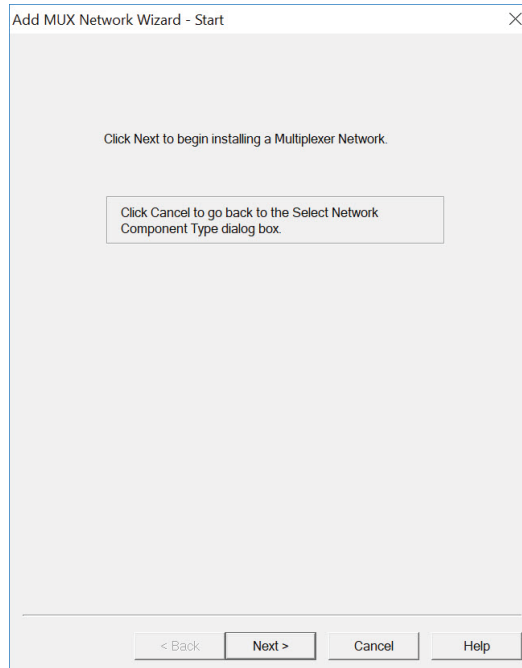 Add MUX Network Wizard - Start
Click Next to begin installing a Multiplexer Network.
Click Cancel to go back to the Select Network
Component Type dialog box.
< Back Next > Cancel Help